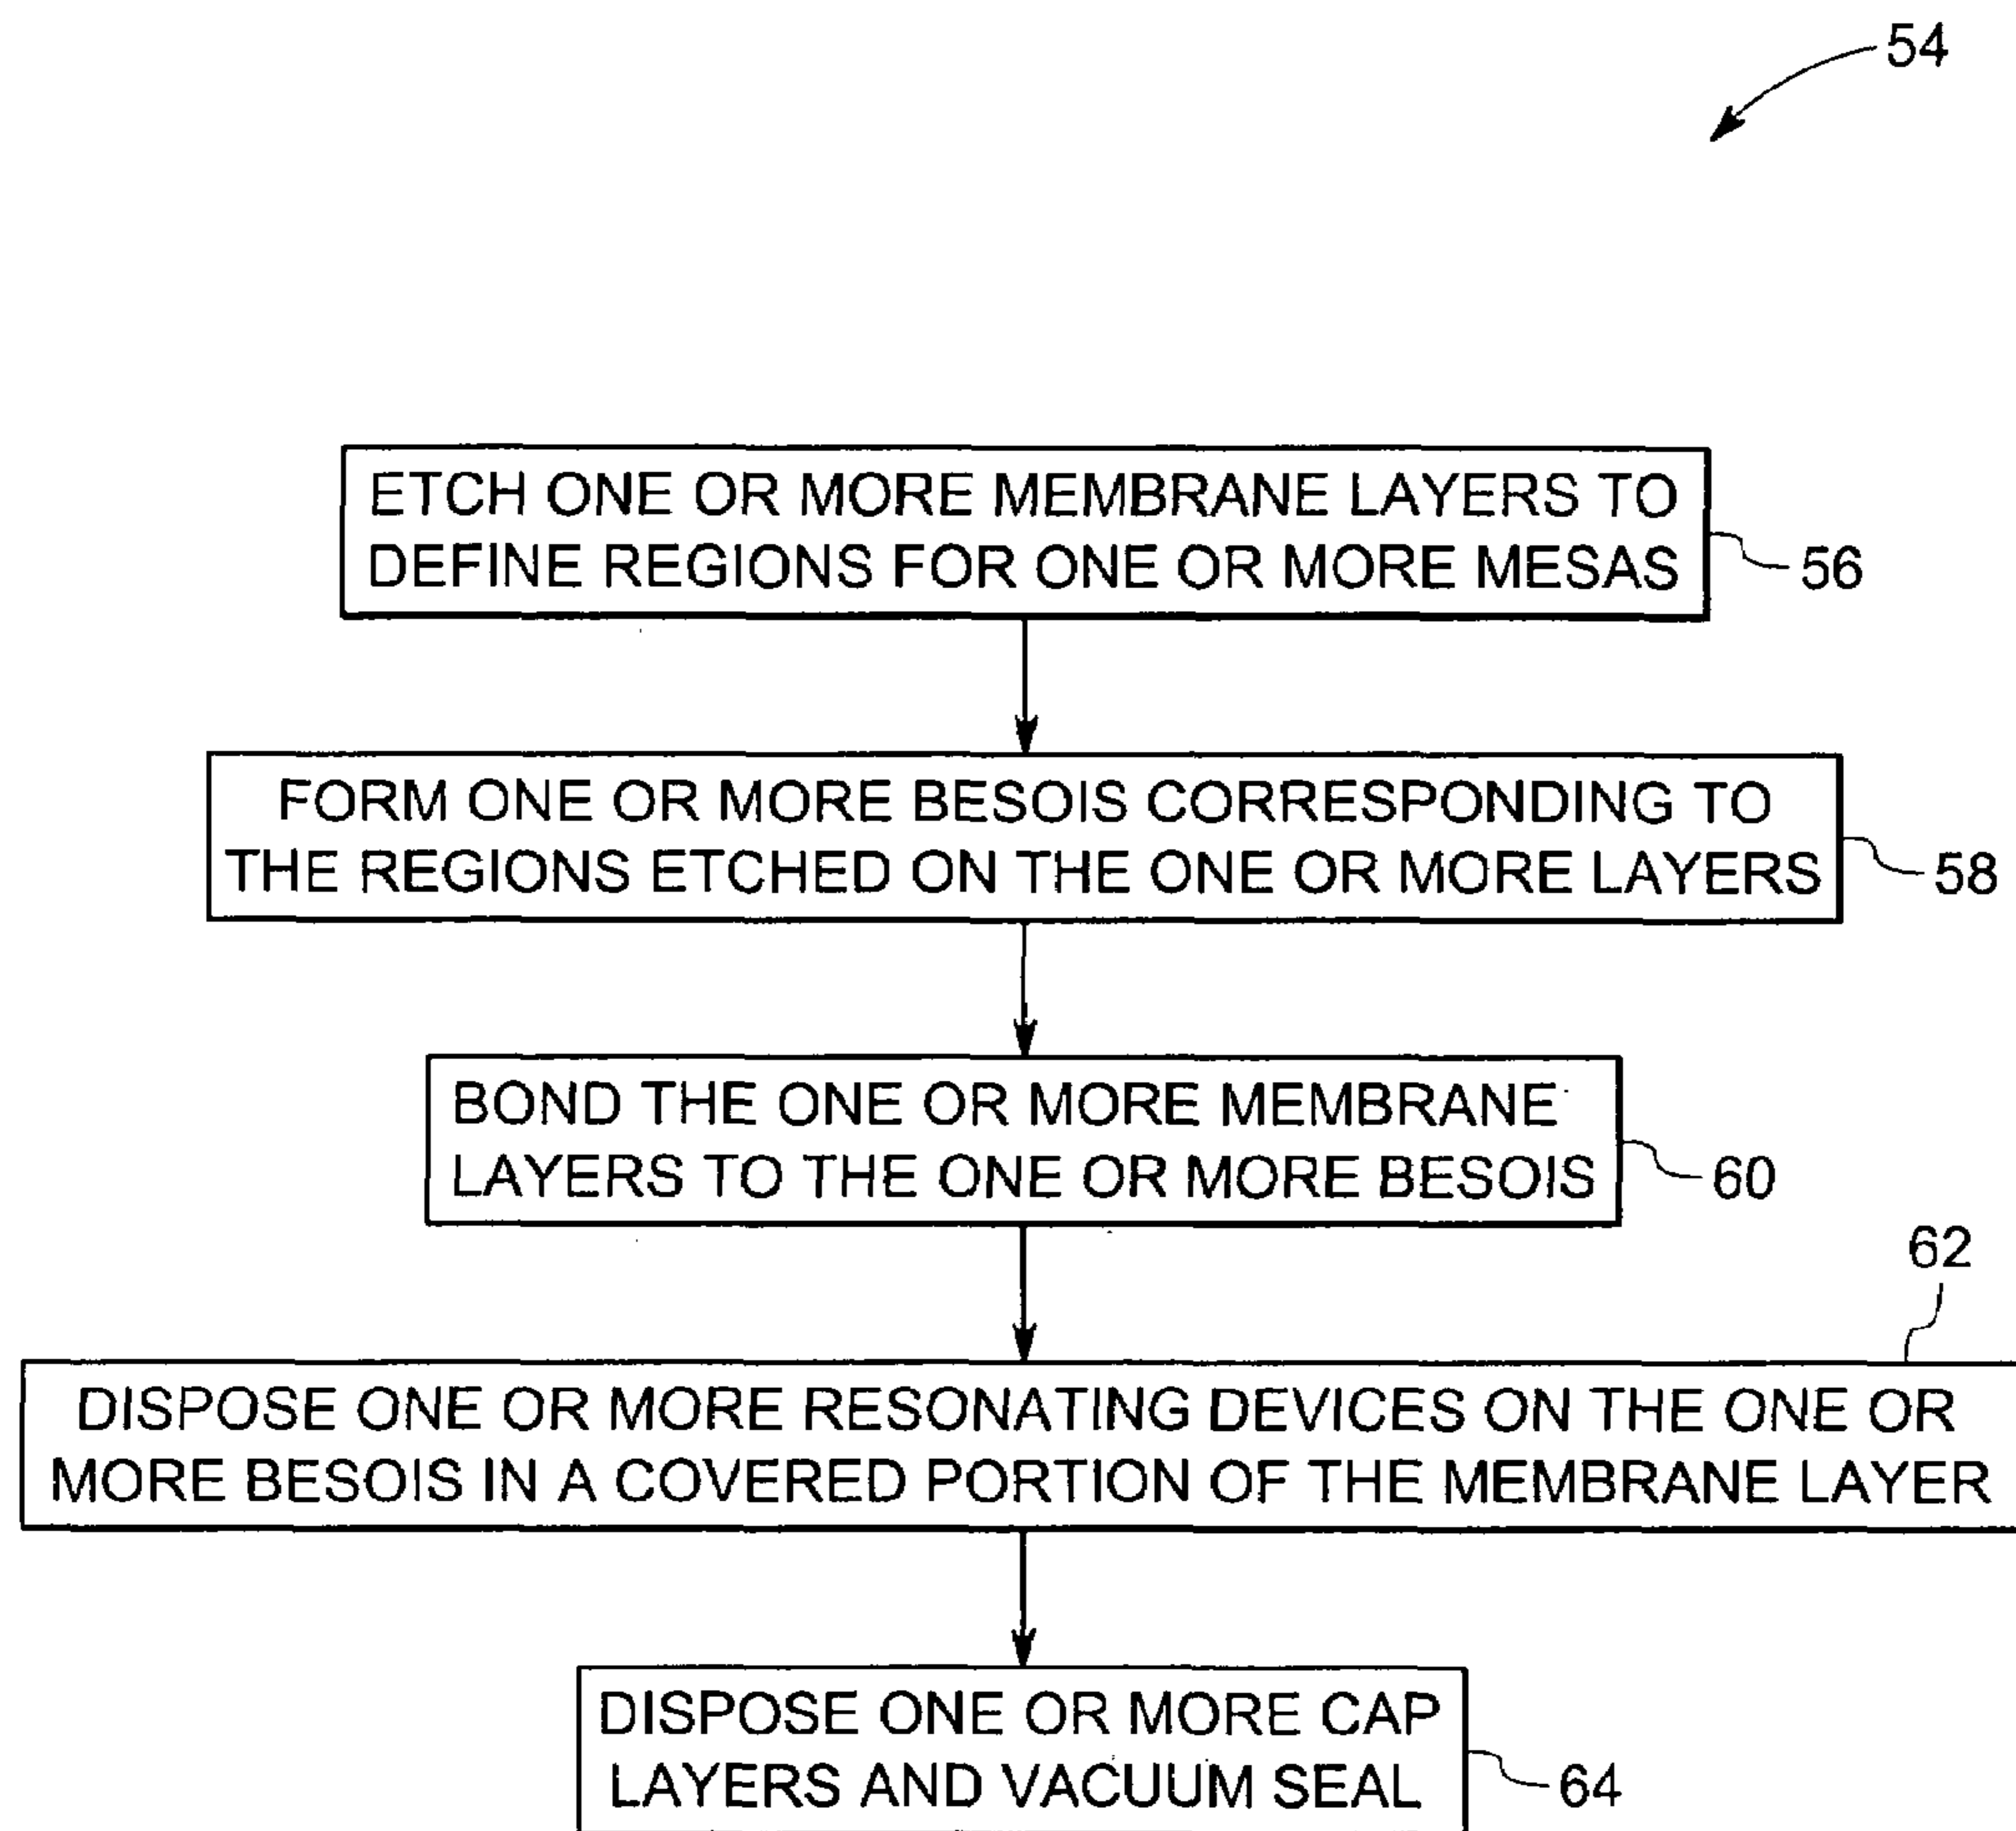 54
ETCH ONE OR MORE MEMBRANE LAYERS TO
DEFINE REGIONS FOR ONE OR MORE MESAS
56
FORM ONE OR MORE BESOIS CORRESPONDING TO
THE REGIONS ETCHED ON THE ONE OR MORE LAYERS
58
BOND THE ONE OR MORE MEMBRANE
LAYERS TO THE ONE OR MORE BESOIS
60
62
DISPOSE ONE OR MORE RESONATING DEVICES ON THE ONE OR
MORE BESOIS IN A COVERED PORTION OF THE MEMBRANE LAYER
DISPOSE ONE OR MORE CAP
LAYERS AND VACUUM SEAL
64